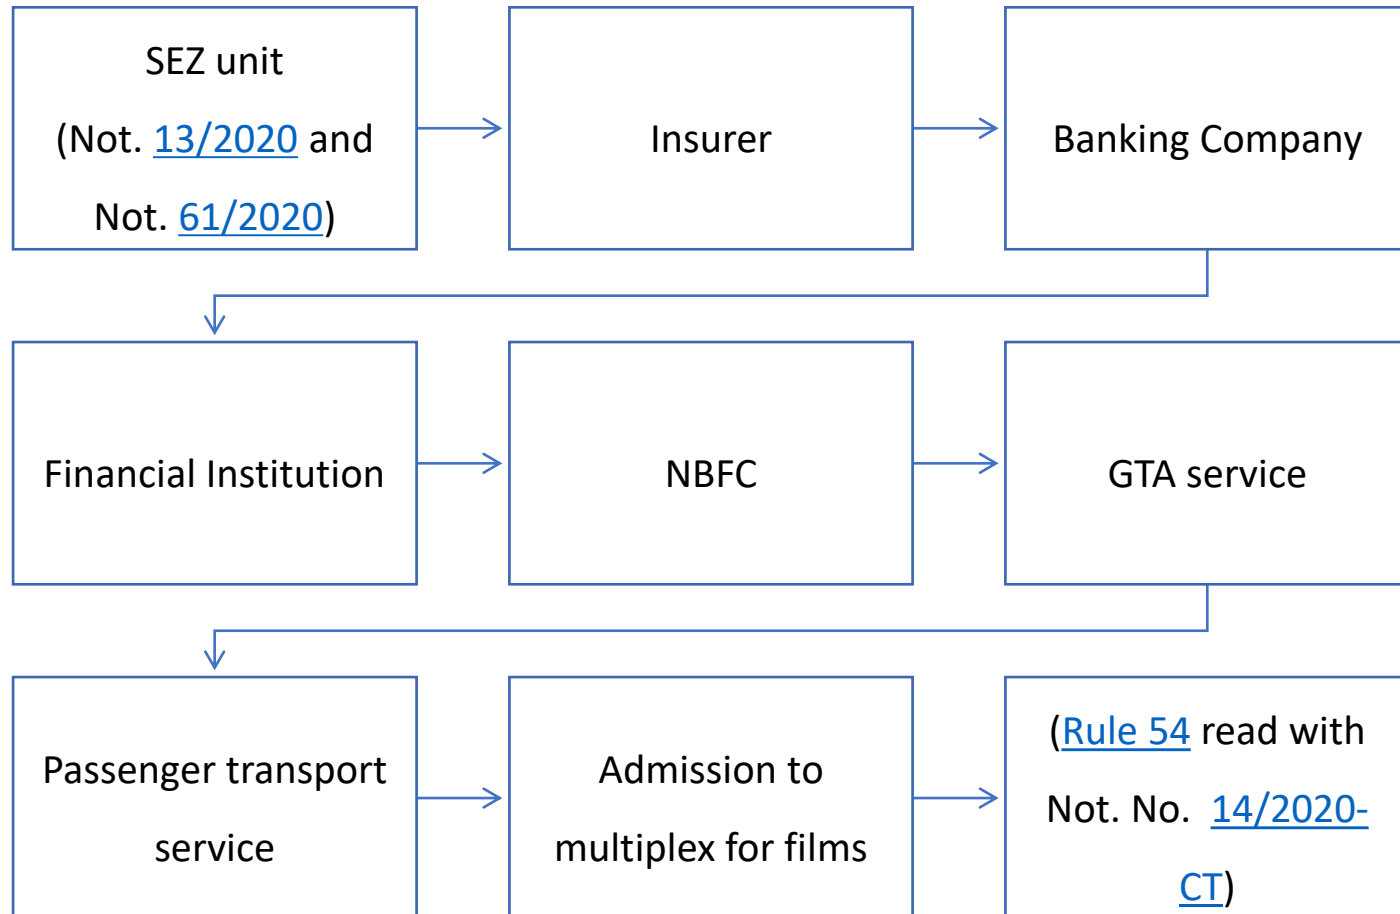 SEZ unit
(Not. 13/2020 and
Not. 61/2020)
Insurer
Banking Company
Financial Institution
NBFC
GTA service
Passenger transport
service
Admission to
multiplex for films
(Rule 54 read with
Not. No. 14/2020-
CT)